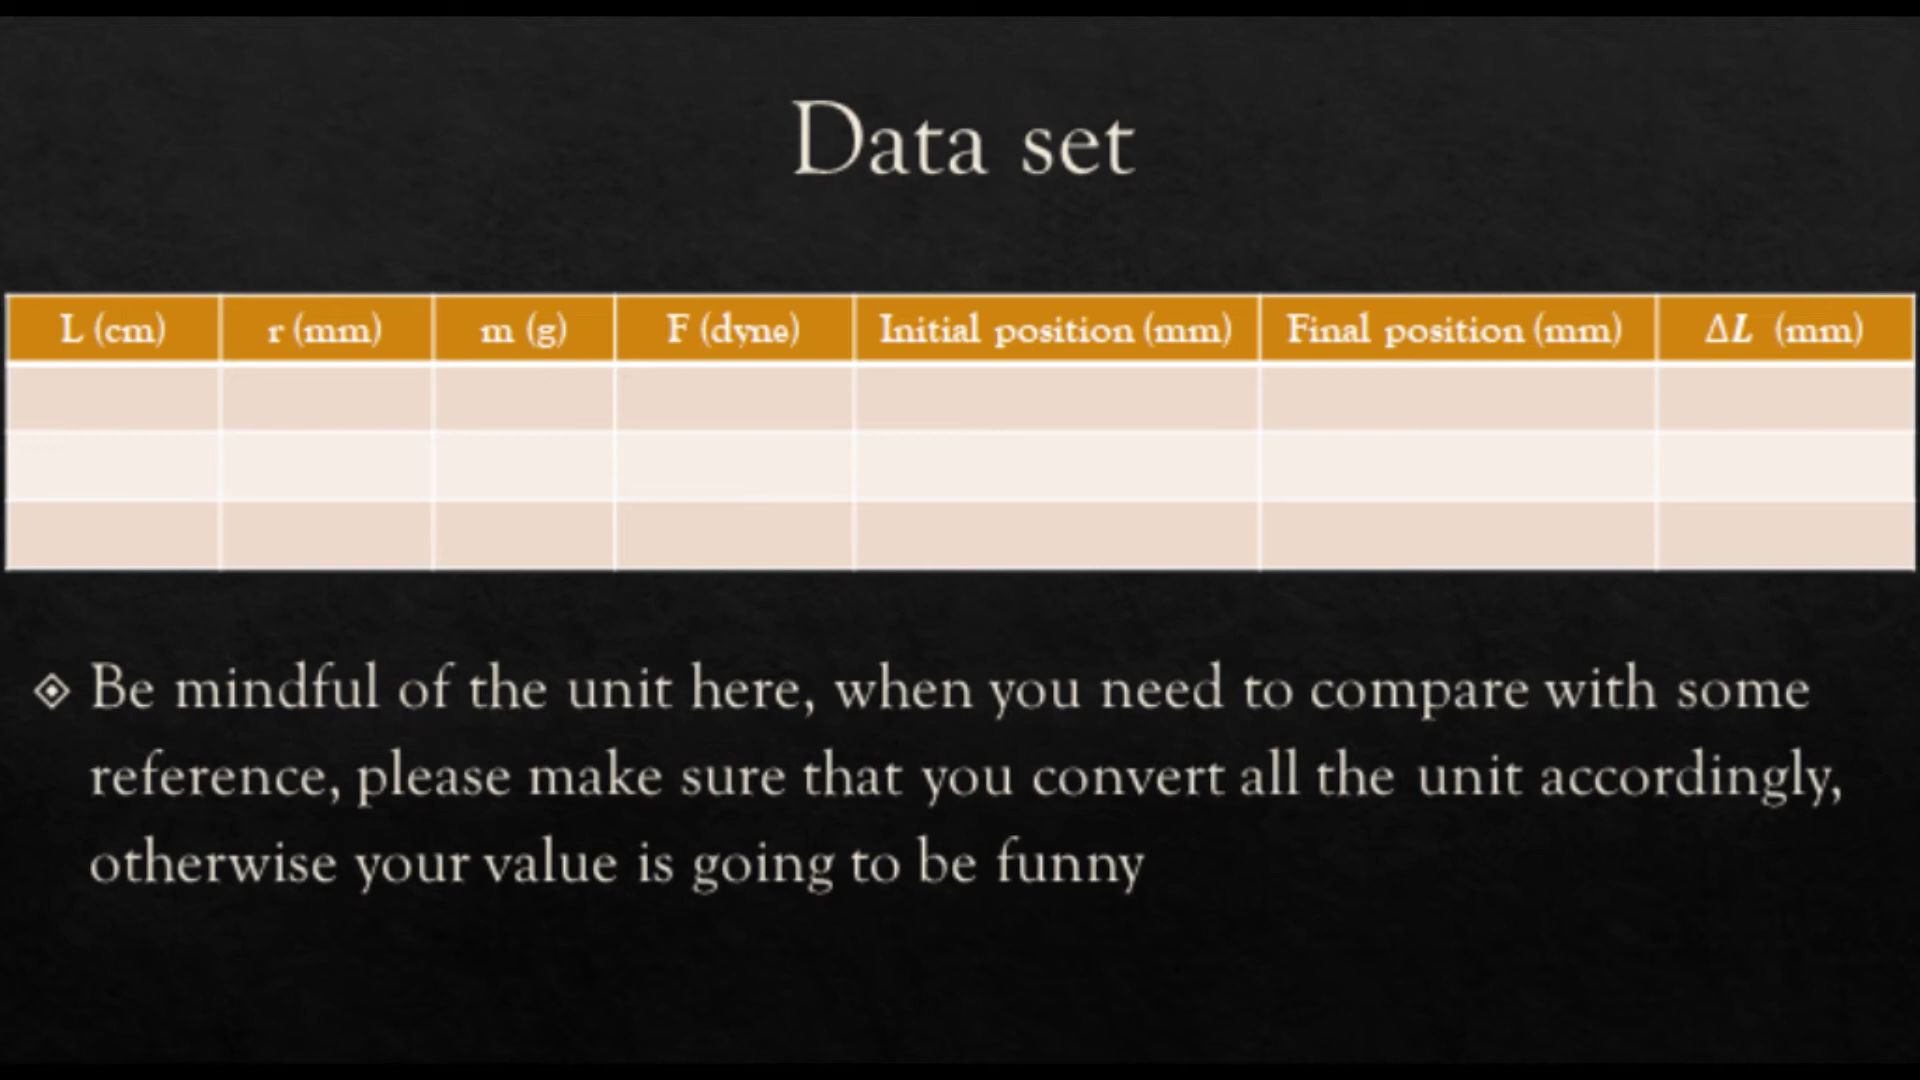 Data set
L (cm) r (mm) m (g) F (dyne) Initial position (mm) Final position (mm) ΔL (mm)
Be mindful of the unit here, when you need to compare with some
reference, please make sure that you convert all the unit accordingly,
otherwise your value is going to be funny